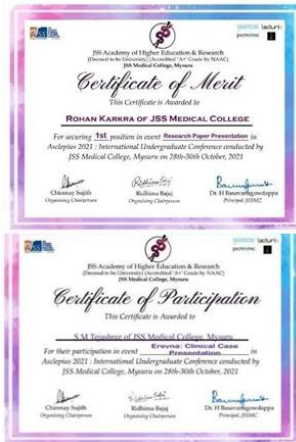 JSS Academy of Higher Education & Research
(Deemed to be University) (Accredited 'A+' Grade by NAAC)
JSS Medical College, Mysuru
Certificate of Merit
This Certificate is Awarded to
ROHAN KARKRA OF JSS MEDICAL COLLEGE
For securing 1st position in event Research Paper Presentation in
Asclepius 2021 : International Undergraduate Conference conducted by
JSS Medical College, Mysuru on 28th-30th October, 2021
Chinmay Sujith
Organising Chairperson
Ridhima Bajaj
Organising Chairperson
Dr. H Basavanagowdappa
Principal, JSSMC
JSS Academy of Higher Education & Research
(Deemed to be University) (Accredited 'A+' Grade by NAAC)
JSS Medical College, Mysuru
Certificate of Participation
This Certificate is Awarded to
S M Tejashree of JSS Medical College, Mysuru
For their participation in event Erevna: Clinical Case Presentation in
Asclepius 2021 : International Undergraduate Conference conducted by
JSS Medical College, Mysuru on 28th-30th October, 2021
Chinmay Sujith
Organising Chairperson
Ridhima Bajaj
Organising Chairperson
Dr. H Basavanagowdappa
Principal, JSSMC